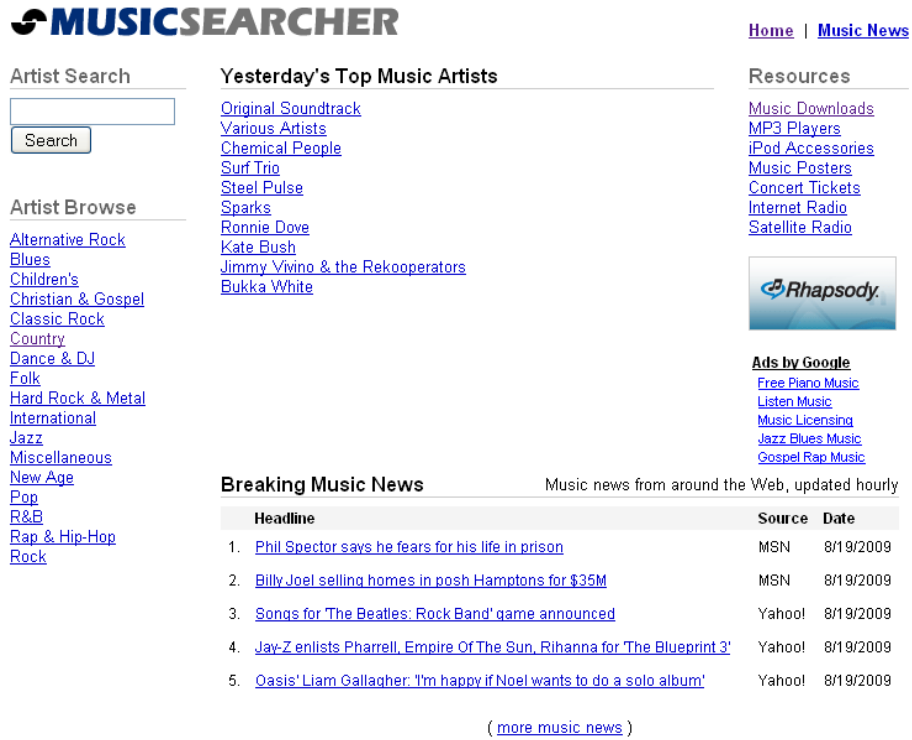 MUSICSEARCHER
Home | Music News
Artist Search
Search
Artist Browse
Alternative Rock
Blues
Children's
Christian & Gospel
Classic Rock
Country
Dance & DJ
Folk
Hard Rock & Metal
International
Jazz
Miscellaneous
New Age
Pop
R&B
Rap & Hip-Hop
Rock
Yesterday's Top Music Artists
Original Soundtrack
Various Artists
Chemical People
Surf Trio
Steel Pulse
Sparks
Ronnie Dove
Kate Bush
Jimmy Vivino & the Rekooperators
Bukka White
Resources
Music Downloads
MP3 Players
iPod Accessories
Music Posters
Concert Tickets
Internet Radio
Satellite Radio
Rhapsody.
Ads by Google
Free Piano Music
Listen Music
Music Licensing
Jazz Blues Music
Gospel Rap Music
Breaking Music News Music news from around the Web, updated hourly
Headline Source Date
1. Phil Spector says he fears for his life in prison MSN 8/19/2009
2. Billy Joel selling homes in posh Hamptons for $35M MSN 8/19/2009
3. Songs for 'The Beatles: Rock Band' game announced Yahoo! 8/19/2009
4. Jay-Z enlists Pharrell, Empire Of The Sun, Rihanna for 'The Blueprint 3' Yahoo! 8/19/2009
5. Oasis' Liam Gallagher: 'I'm happy if Noel wants to do a solo album' Yahoo! 8/19/2009
( more music news )